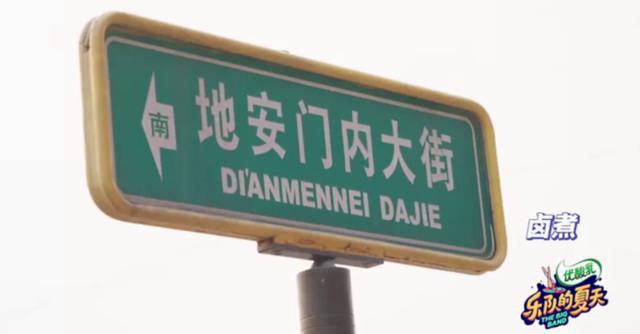 南
地安门内大街
DI'ANMENNEI DAJIE
卤煮
优酸乳
乐队的夏天
THE BIG BAND